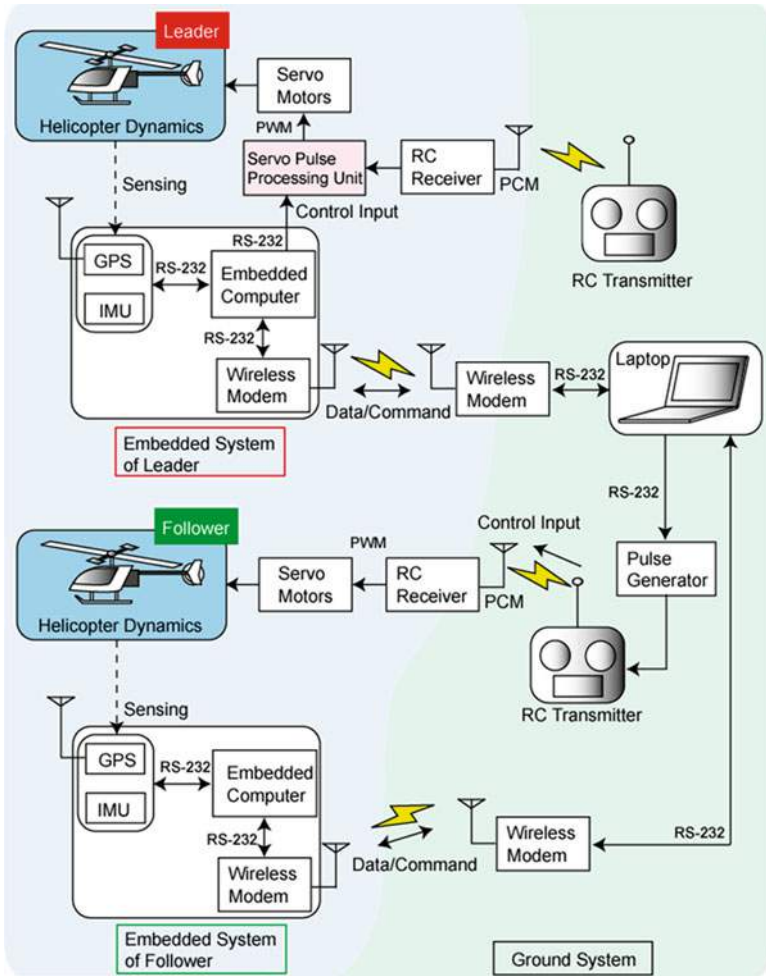 Leader
Servo
Motors
Helicopter Dynamics
PWM
Sensing
Servo Pulse
Processing Unit
RC
Receiver
PCM
Control Input
RS-232
RC Transmitter
GPS
RS-232
Embedded
Computer
IMU
RS-232
Wireless
Modem
Data/Command
Wireless
Modem
RS-232
Laptop
Embedded System
of Leader
RS-232
Follower
Control Input
PWM
Servo
Motors
RC
Receiver
PCM
Pulse
Generator
Helicopter Dynamics
RC Transmitter
Sensing
GPS
RS-232
Embedded
Computer
IMU
RS-232
Wireless
Modem
Data/Command
Wireless
Modem
RS-232
Embedded System
of Follower
Ground System